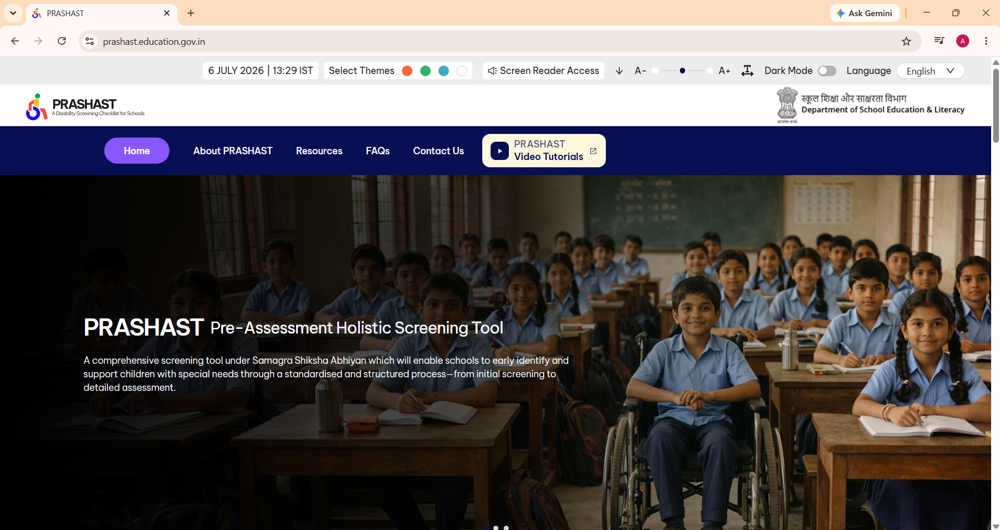 PRASHAST
Ask Gemini
prashast.education.gov.in
A
6 JULY 2026 | 13:29 IST
Select Themes
Screen Reader Access
A-
A+
Dark Mode
Language
English
PRASHAST
A Disability Screening Checklist for Schools
सत्यमेव जयते
स्कूल शिक्षा और साक्षरता विभाग
Department of School Education & Literacy
Home
About PRASHAST
Resources
FAQs
Contact Us
PRASHAST
Video Tutorials
PRASHAST Pre-Assessment Holistic Screening Tool
A comprehensive screening tool under Samagra Shiksha Abhiyan which will enable schools to early identify and
support children with special needs through a standardised and structured process—from initial screening to
detailed assessment.